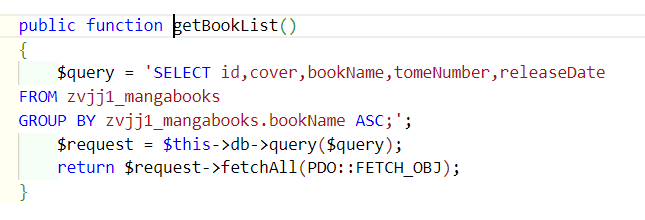 public function getBookList()
{
$query = 'SELECT id,cover,bookName,tomeNumber,releaseDate
FROM zvjj1_mangabooks
GROUP BY zvjj1_mangabooks.bookName ASC;';
$request = $this->db->query($query);
return $request->fetchAll(PDO::FETCH_OBJ);
}